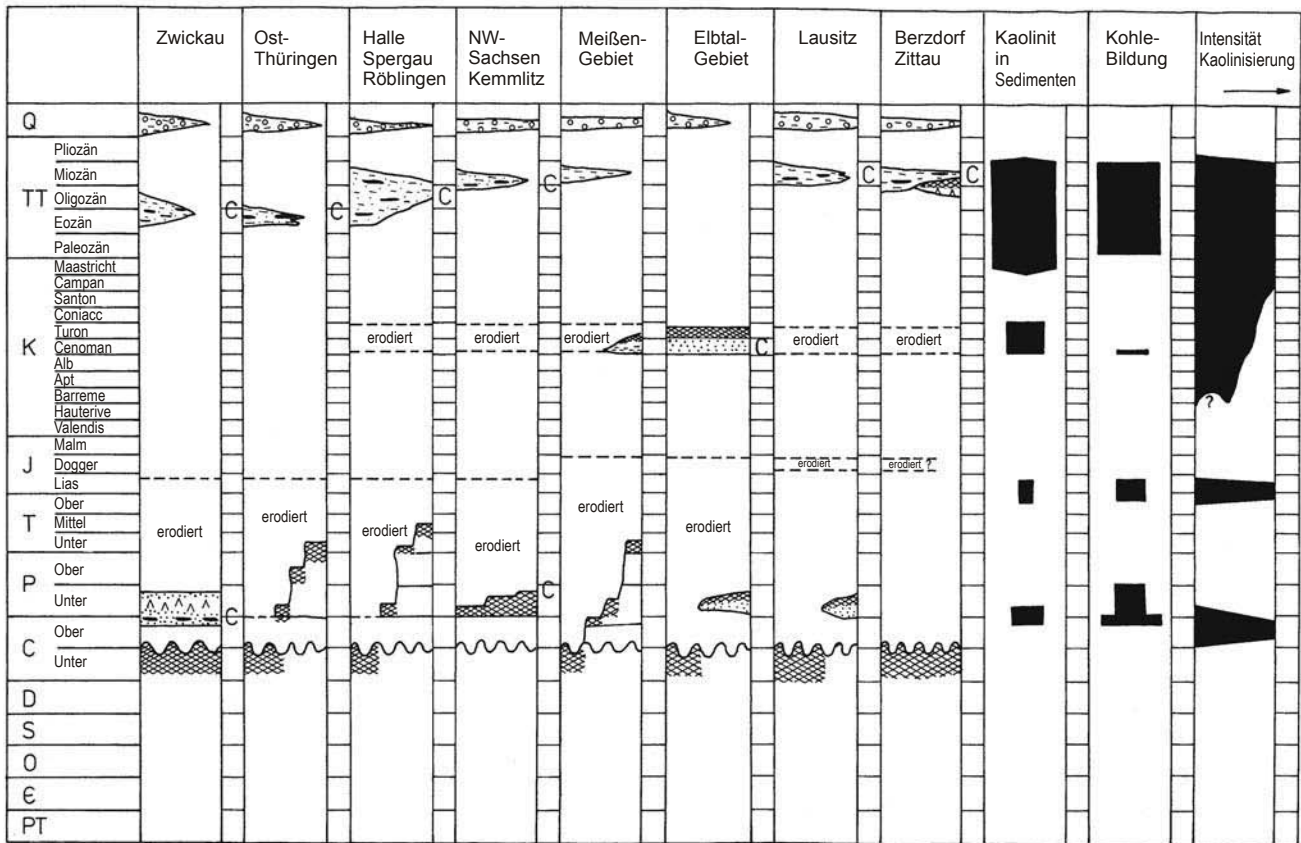 Zwickau
Ost-
Thüringen
Halle
Spergau
Röblingen
NW-
Sachsen
Kemmlitz
Meißen-
Gebiet
Elbtal-
Gebiet
Lausitz
Berzdorf
Zittau
Kaolinit
in
Sedimenten
Kohle-
Bildung
Intensität
Kaolinisierung
Q
TT
Pliozän
Miozän
Oligozän
Eozän
Paleozän
C
C
C
C
C
C
K
Maastricht
Campan
Santon
Coniacc
Turon
Cenoman
Alb
Apt
Barreme
Hauterive
Valendis
erodiert
erodiert
erodiert
C
erodiert
erodiert
?
J
Malm
Dogger
Lias
erodiert
erodiert ?
T
Ober
Mittel
Unter
erodiert
erodiert
erodiert
erodiert
erodiert
erodiert
P
Ober
Unter
C
C
C
Ober
Unter
D
S
O
Є
PT